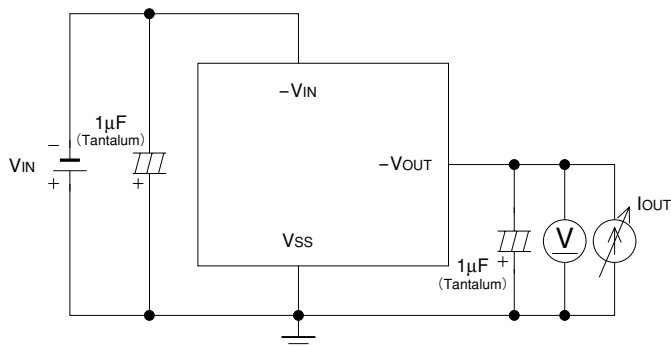 −VIN
1µF
（Tantalum）
−
VIN
+
+
−VOUT
IOUT
V
VSS
1µF
+
（Tantalum）